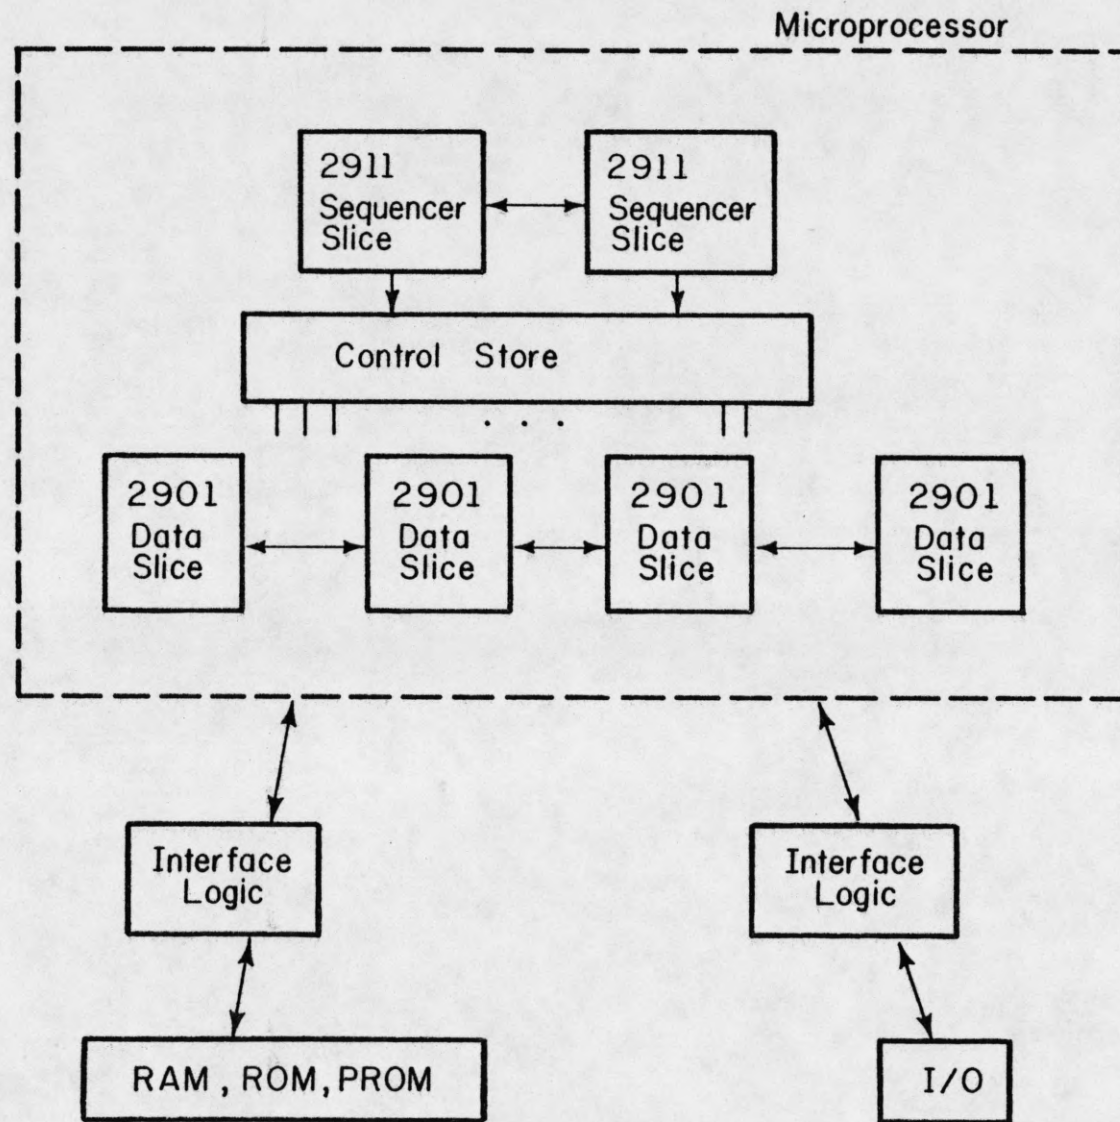 Microprocessor
2911
Sequencer
Slice
2911
Sequencer
Slice
Control Store
. . .
2901
Data
Slice
2901
Data
Slice
2901
Data
Slice
2901
Data
Slice
Interface
Logic
Interface
Logic
RAM, ROM, PROM
I/O